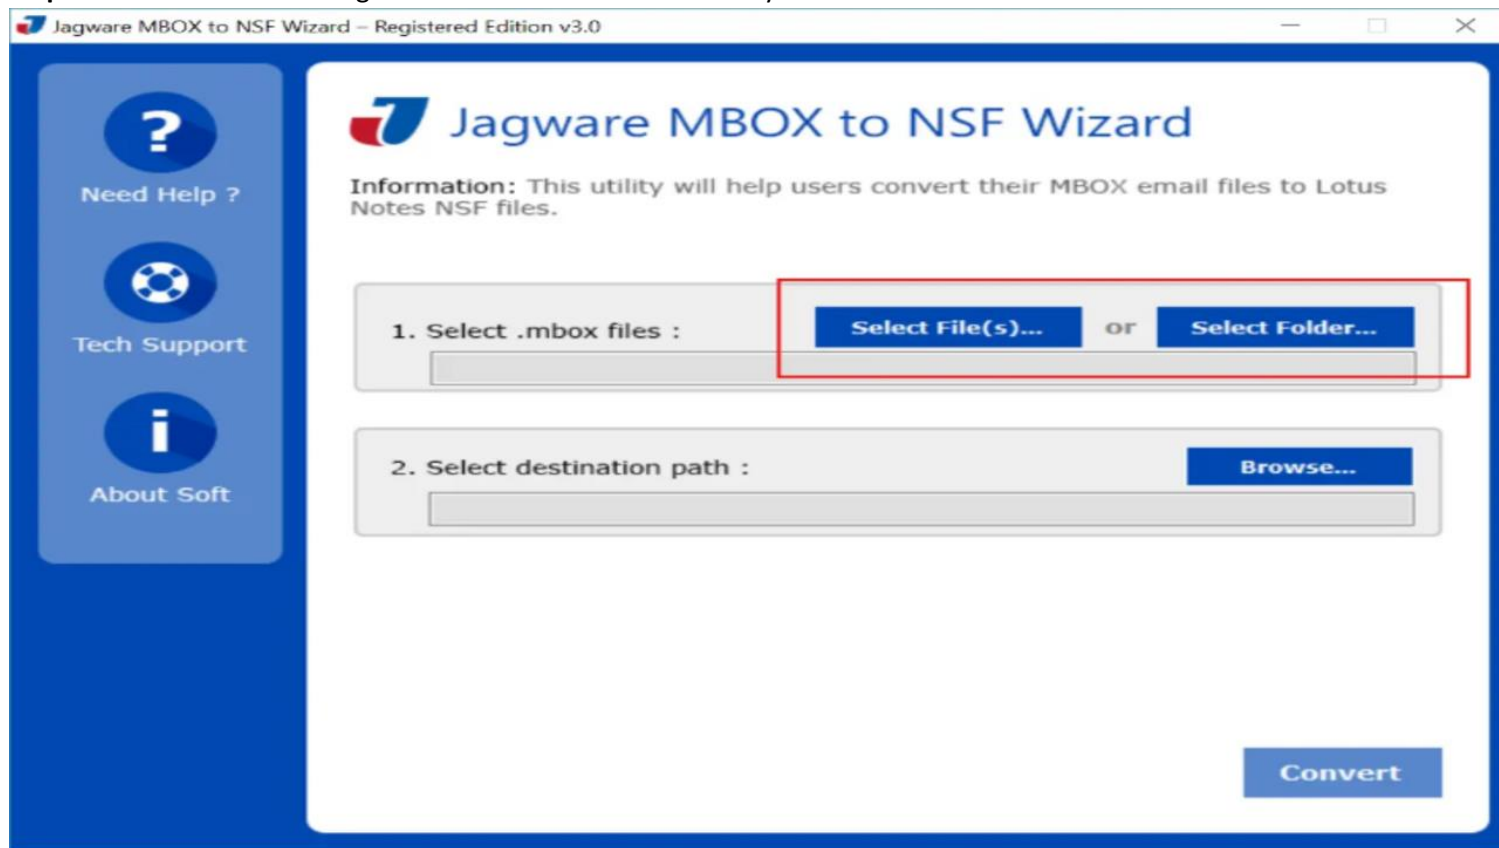 Jagware MBOX to NSF Wizard – Registered Edition v3.0
Jagware MBOX to NSF Wizard
Information: This utility will help users convert their MBOX email files to Lotus
Notes NSF files.
Need Help ?
Tech Support
About Soft
1. Select .mbox files :
Select File(s)... or Select Folder...
2. Select destination path :
Browse...
Convert